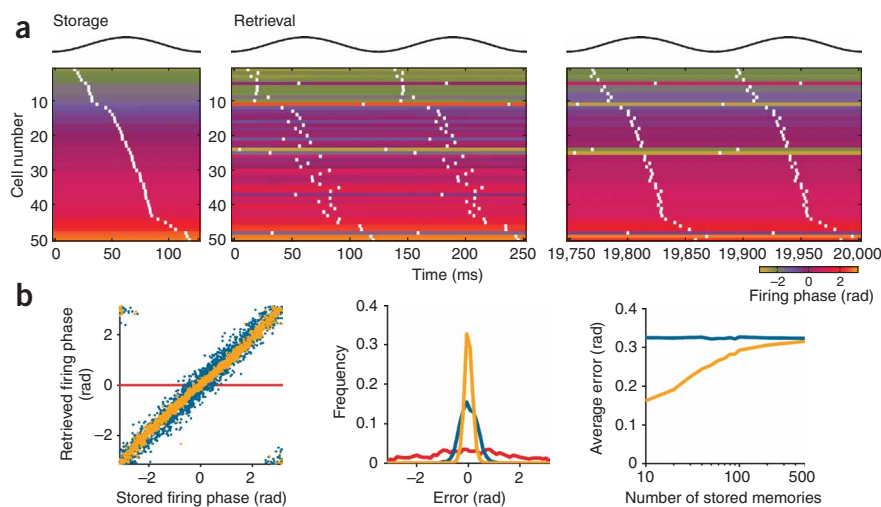 a
Storage
Retrieval
Cell number
10
20
30
40
50
0 50 100
0 50 100 150 200 250
19,750 19,800 19,850 19,900 19,950 20,000
Time (ms)
−2 0 2
Firing phase (rad)
b
Retrieved firing phase
(rad)
2
0
−2
−2 0 2
Stored firing phase (rad)
Frequency
0.4
0.3
0.2
0.1
0
−2 0 2
Error (rad)
Average error (rad)
0.4
0.3
0.2
0.1
10 100 500
Number of stored memories